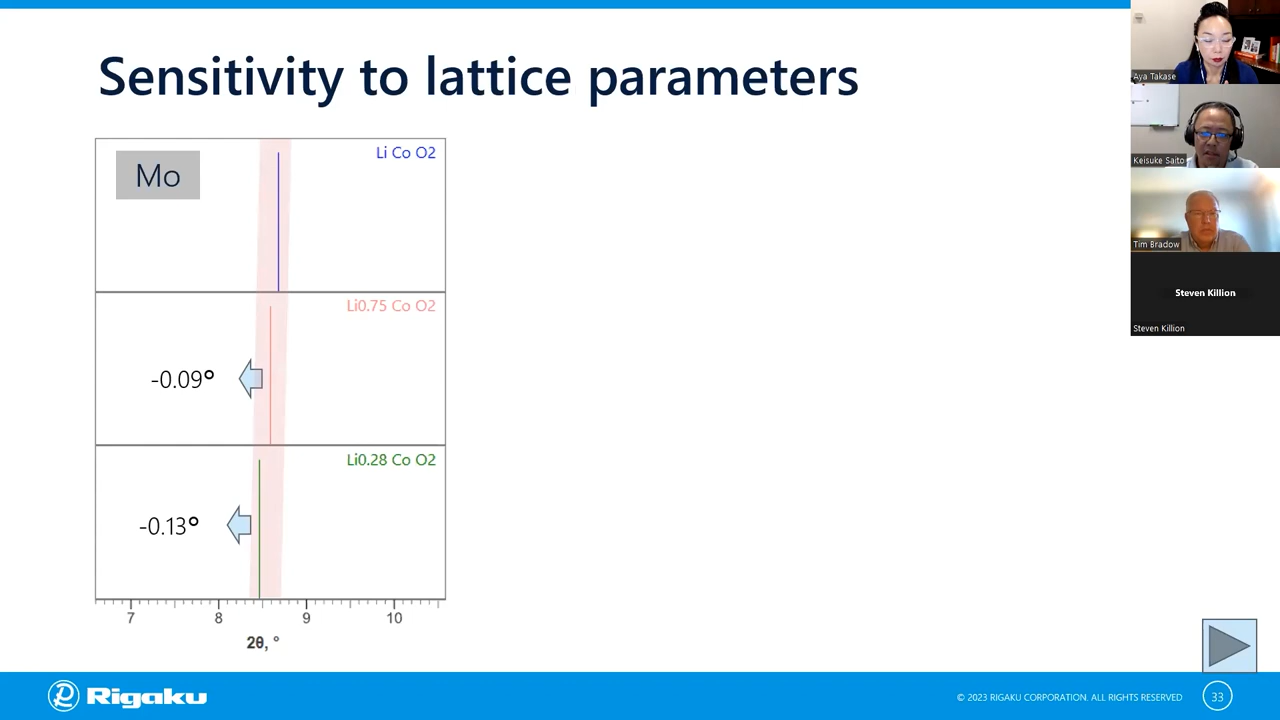 Sensitivity to lattice parameters
Mo
Li Co O2
Li0.75 Co O2
-0.09°
Li0.28 Co O2
-0.13°
7 8 9 10
2θ, °
Rigaku
© 2023 RIGAKU CORPORATION. ALL RIGHTS RESERVED
33
Aya Takase
Keisuke Saito
Tim Bradow
Steven Killion
Steven Killion